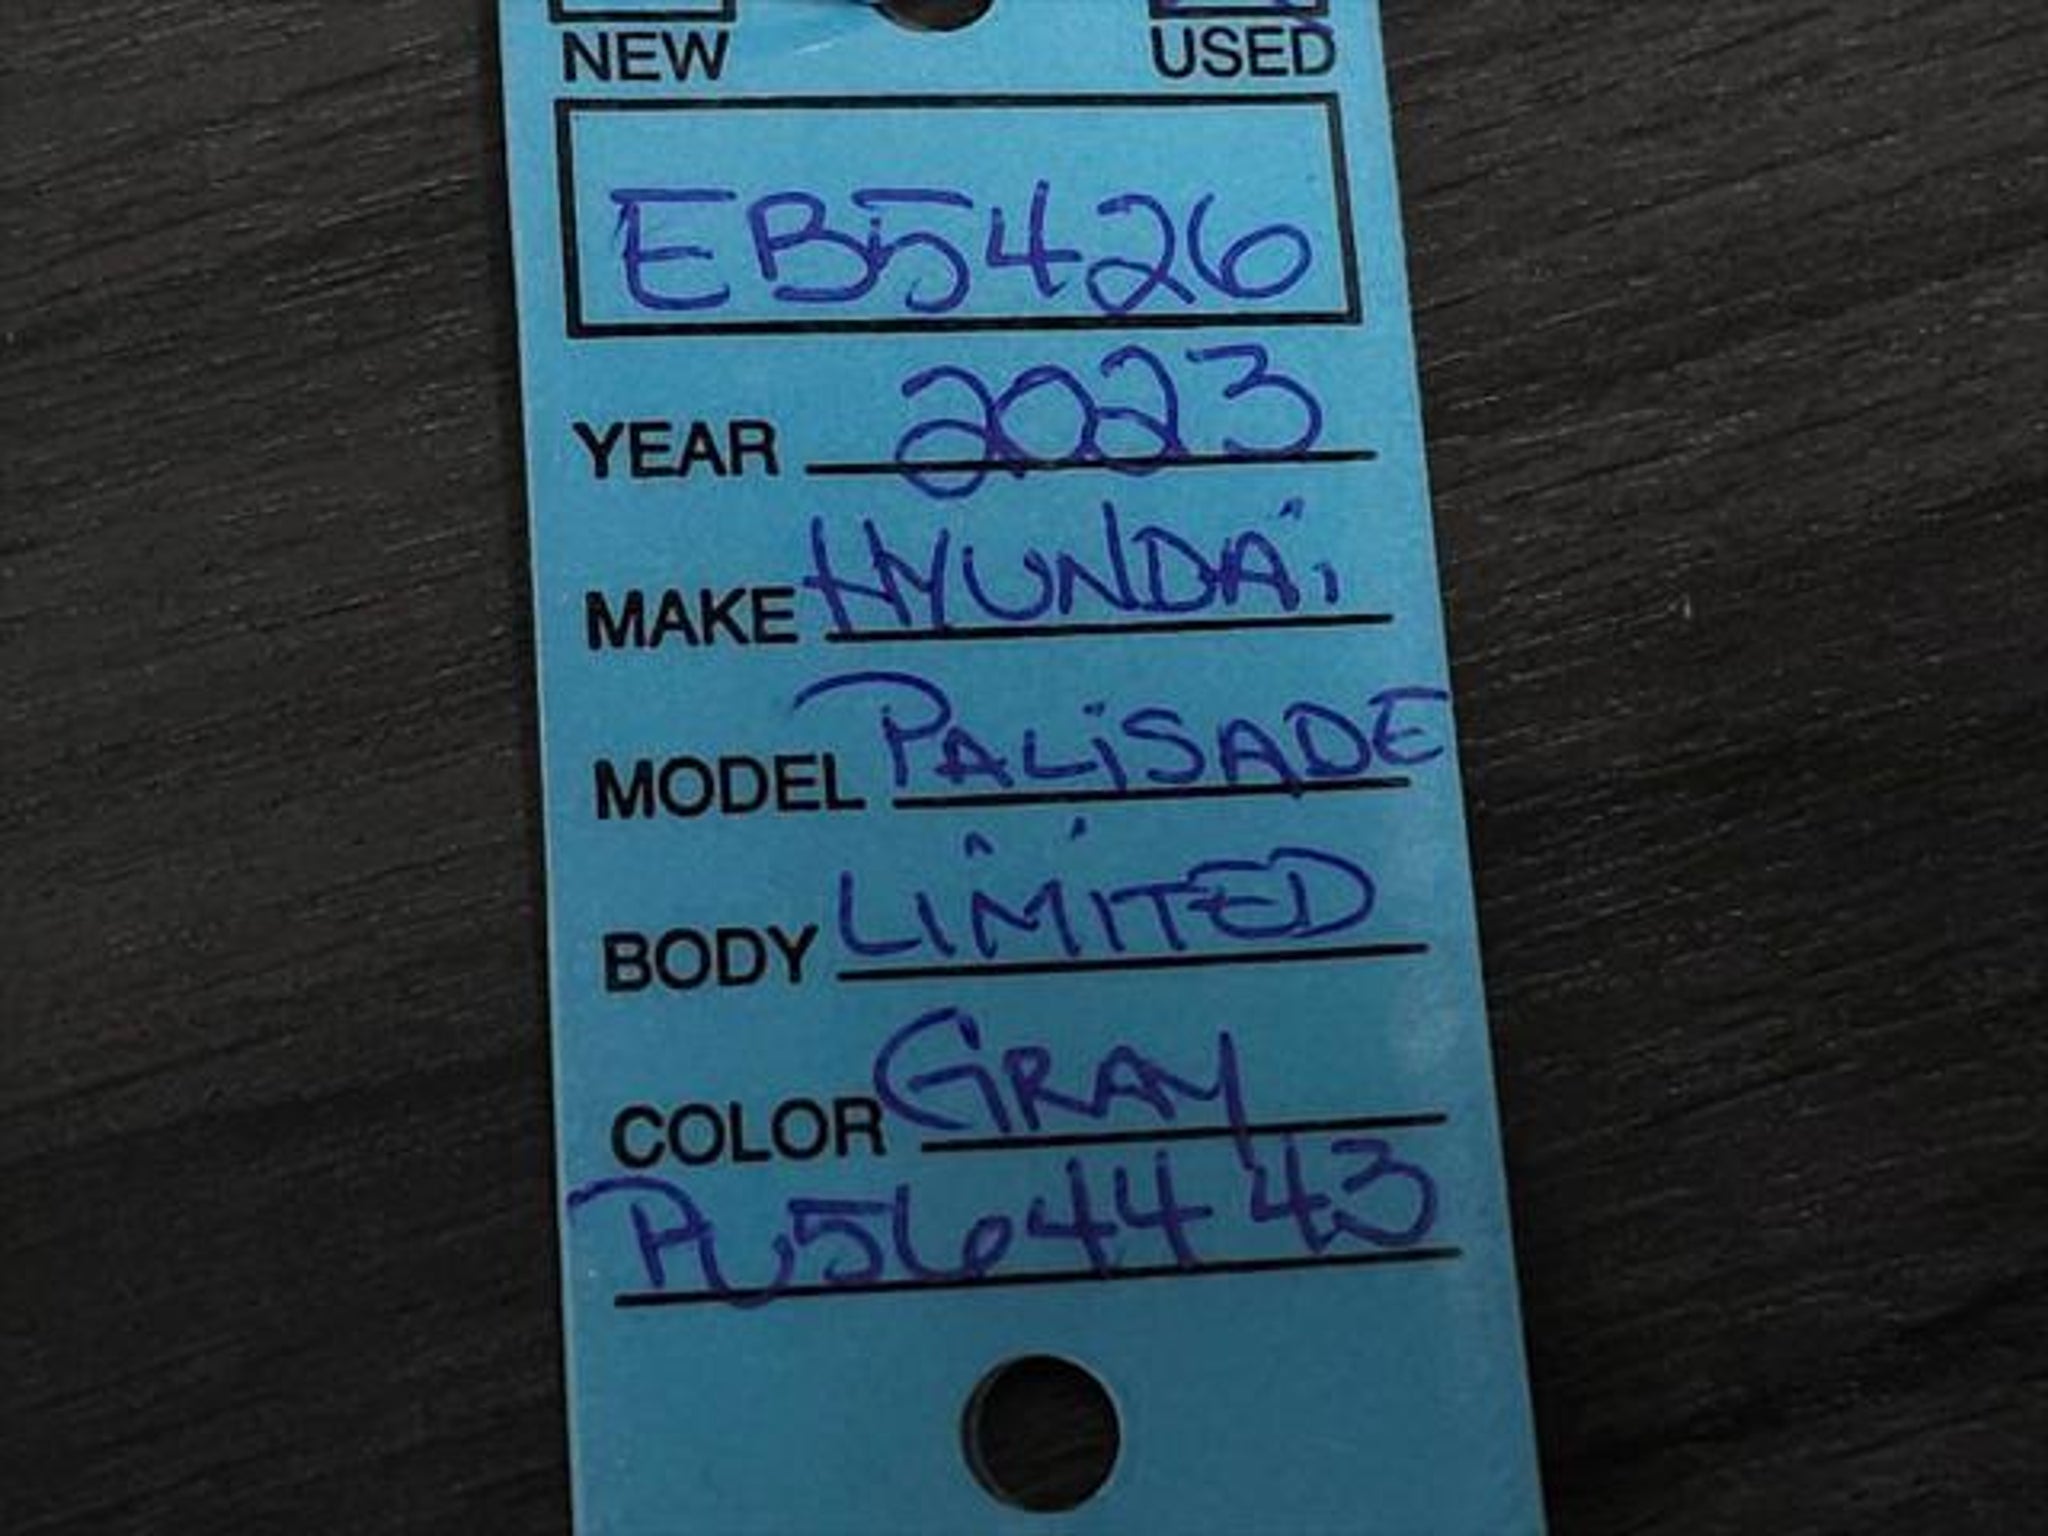 NEW USED
EB5426
YEAR 2023
MAKE HYUNDAi
MODEL PALiSADE
BODY LiMiTED
COLOR GRAY
PU564443